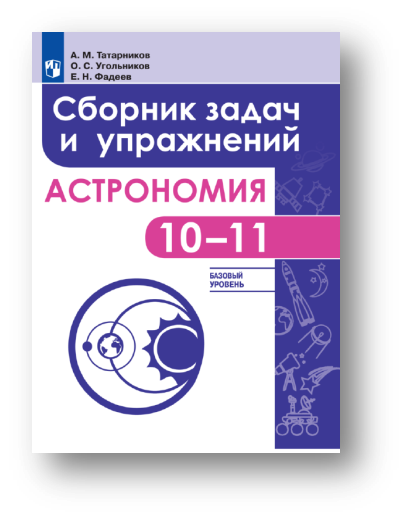 А. М. Татарников
О. С. Угольников
Е. Н. Фадеев
Сборник задач
и упражнений
АСТРОНОМИЯ
10–11
БАЗОВЫЙ
УРОВЕНЬ